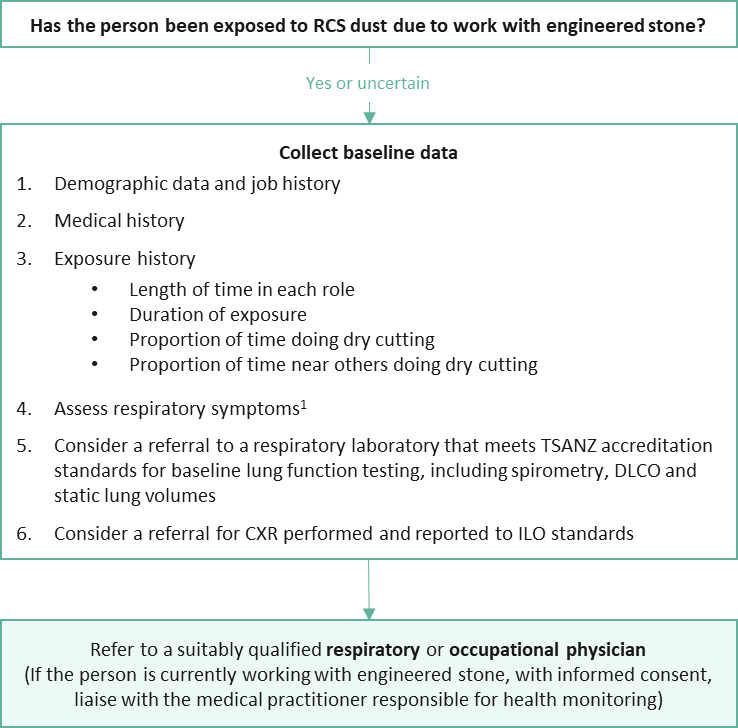 Has the person been exposed to RCS dust due to work with engineered stone?
Yes or uncertain
Collect baseline data
1. Demographic data and job history
2. Medical history
3. Exposure history
• Length of time in each role
• Duration of exposure
• Proportion of time doing dry cutting
• Proportion of time near others doing dry cutting
4. Assess respiratory symptoms¹
5. Consider a referral to a respiratory laboratory that meets TSANZ accreditation
standards for baseline lung function testing, including spirometry, DLCO and
static lung volumes
6. Consider a referral for CXR performed and reported to ILO standards
Refer to a suitably qualified respiratory or occupational physician
(If the person is currently working with engineered stone, with informed consent,
liaise with the medical practitioner responsible for health monitoring)